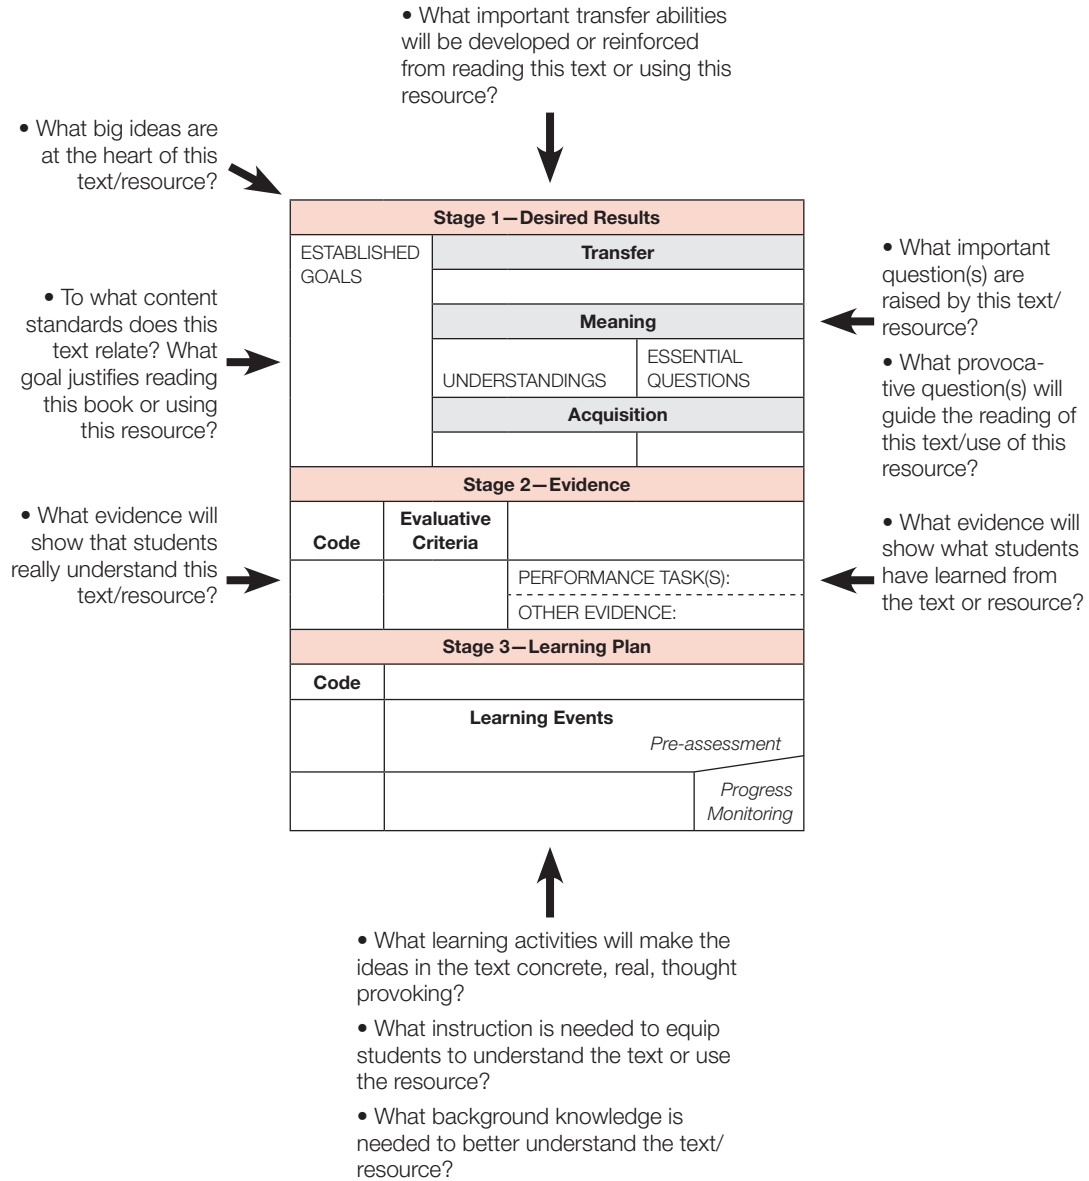 • What important transfer abilities
will be developed or reinforced
from reading this text or using this
resource?
• What big ideas are
at the heart of this
text/resource?
• To what content
standards does this
text relate? What
goal justifies reading
this book or using
this resource?
• What evidence will
show that students
really understand this
text/resource?
Stage 1—Desired Results
ESTABLISHED
GOALS
Transfer
Meaning
UNDERSTANDINGS
ESSENTIAL
QUESTIONS
Acquisition
Stage 2—Evidence
Code
Evaluative
Criteria
PERFORMANCE TASK(S):
OTHER EVIDENCE:
Stage 3—Learning Plan
Code
Learning Events
Pre-assessment
Progress
Monitoring
• What important
question(s) are
raised by this text/
resource?
• What provoca-
tive question(s) will
guide the reading of
this text/use of this
resource?
• What evidence will
show what students
have learned from
the text or resource?
• What learning activities will make the
ideas in the text concrete, real, thought
provoking?
• What instruction is needed to equip
students to understand the text or use
the resource?
• What background knowledge is
needed to better understand the text/
resource?